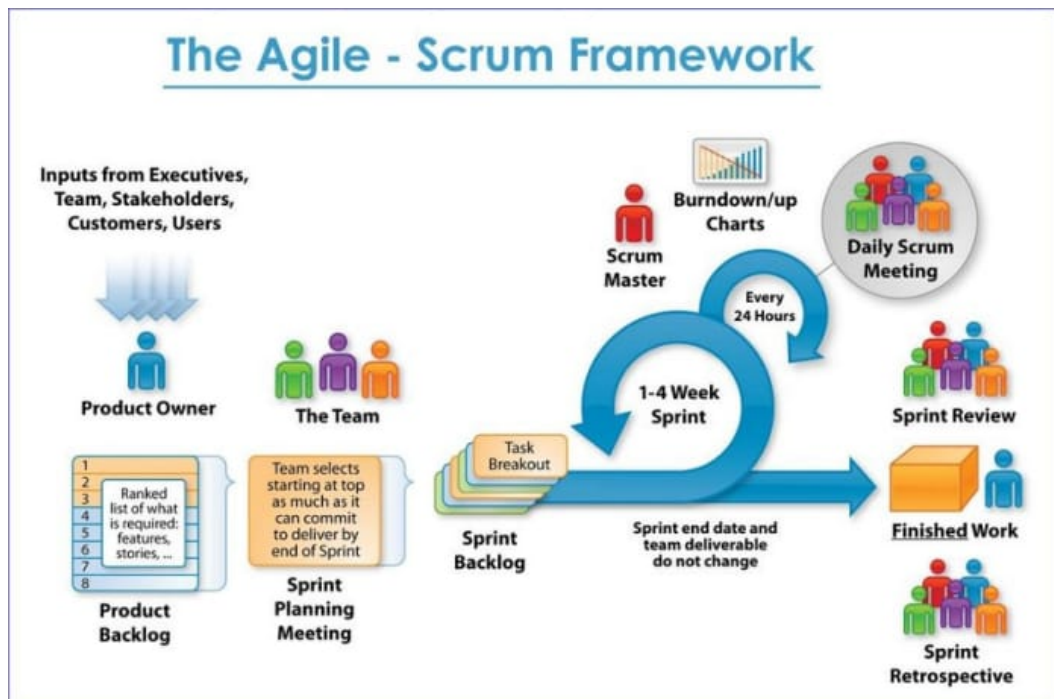 The Agile - Scrum Framework
Inputs from Executives,
Team, Stakeholders,
Customers, Users
Product Owner
The Team
1
2
3
4
5
6
7
8
Ranked
list of what
is required:
features,
stories, ...
Product
Backlog
Team selects
starting at top
as much as it
can commit
to deliver by
end of Sprint
Sprint
Planning
Meeting
Task
Breakout
Sprint
Backlog
Scrum
Master
Burndown/up
Charts
Every
24 Hours
Daily Scrum
Meeting
1-4 Week
Sprint
Sprint end date and
team deliverable
do not change
Sprint Review
Finished Work
Sprint
Retrospective